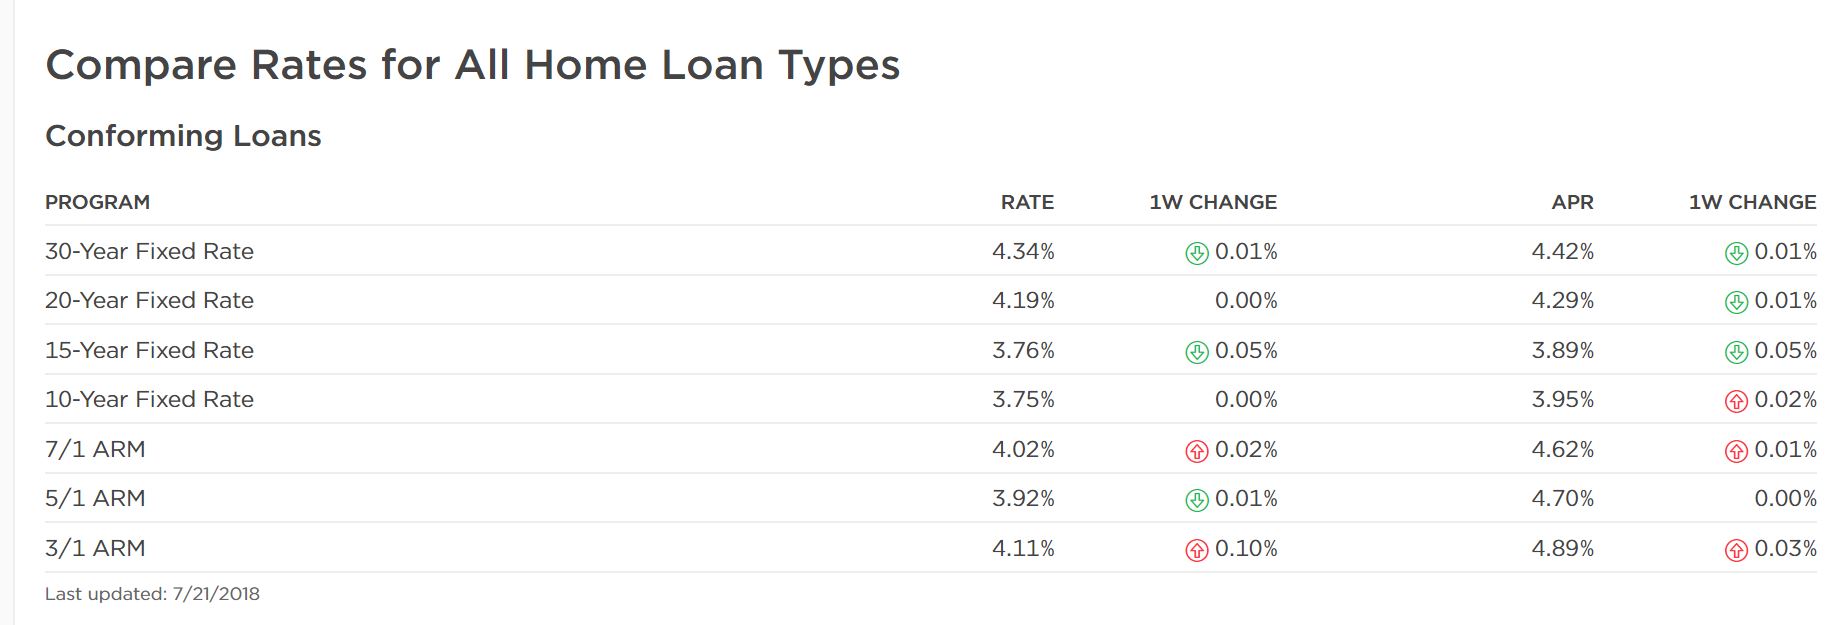 Compare Rates for All Home Loan Types
Conforming Loans
PROGRAM RATE 1W CHANGE APR 1W CHANGE
30-Year Fixed Rate 4.34% 0.01% 4.42% 0.01%
20-Year Fixed Rate 4.19% 0.00% 4.29% 0.01%
15-Year Fixed Rate 3.76% 0.05% 3.89% 0.05%
10-Year Fixed Rate 3.75% 0.00% 3.95% 0.02%
7/1 ARM 4.02% 0.02% 4.62% 0.01%
5/1 ARM 3.92% 0.01% 4.70% 0.00%
3/1 ARM 4.11% 0.10% 4.89% 0.03%
Last updated: 7/21/2018